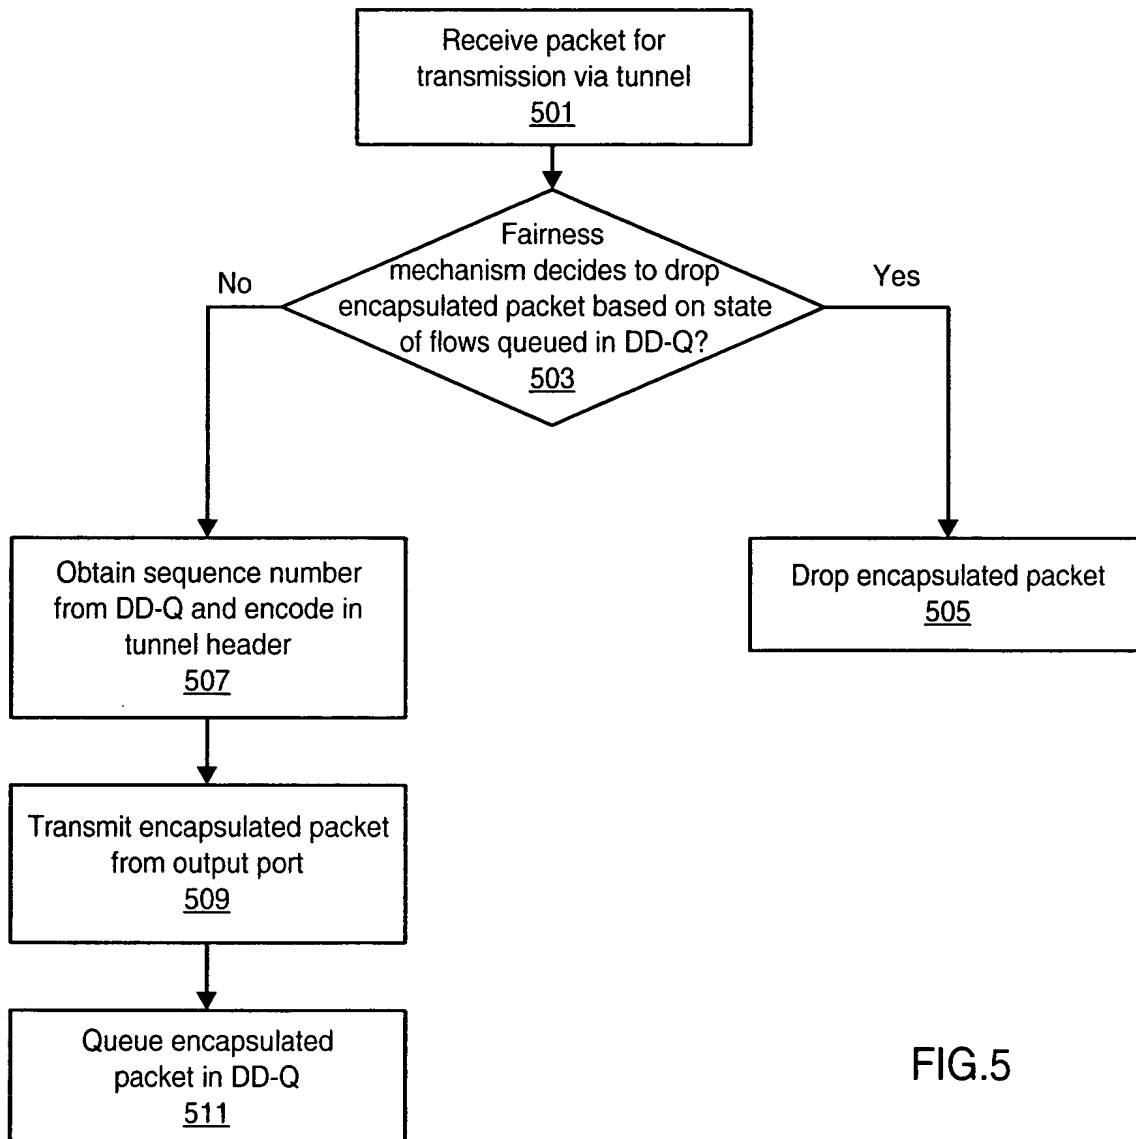 Receive packet for
transmission via tunnel
501
Fairness
mechanism decides to drop
encapsulated packet based on state
of flows queued in DD-Q?
503
No
Yes
Obtain sequence number
from DD-Q and encode in
tunnel header
507
Drop encapsulated packet
505
Transmit encapsulated packet
from output port
509
Queue encapsulated
packet in DD-Q
511
FIG.5